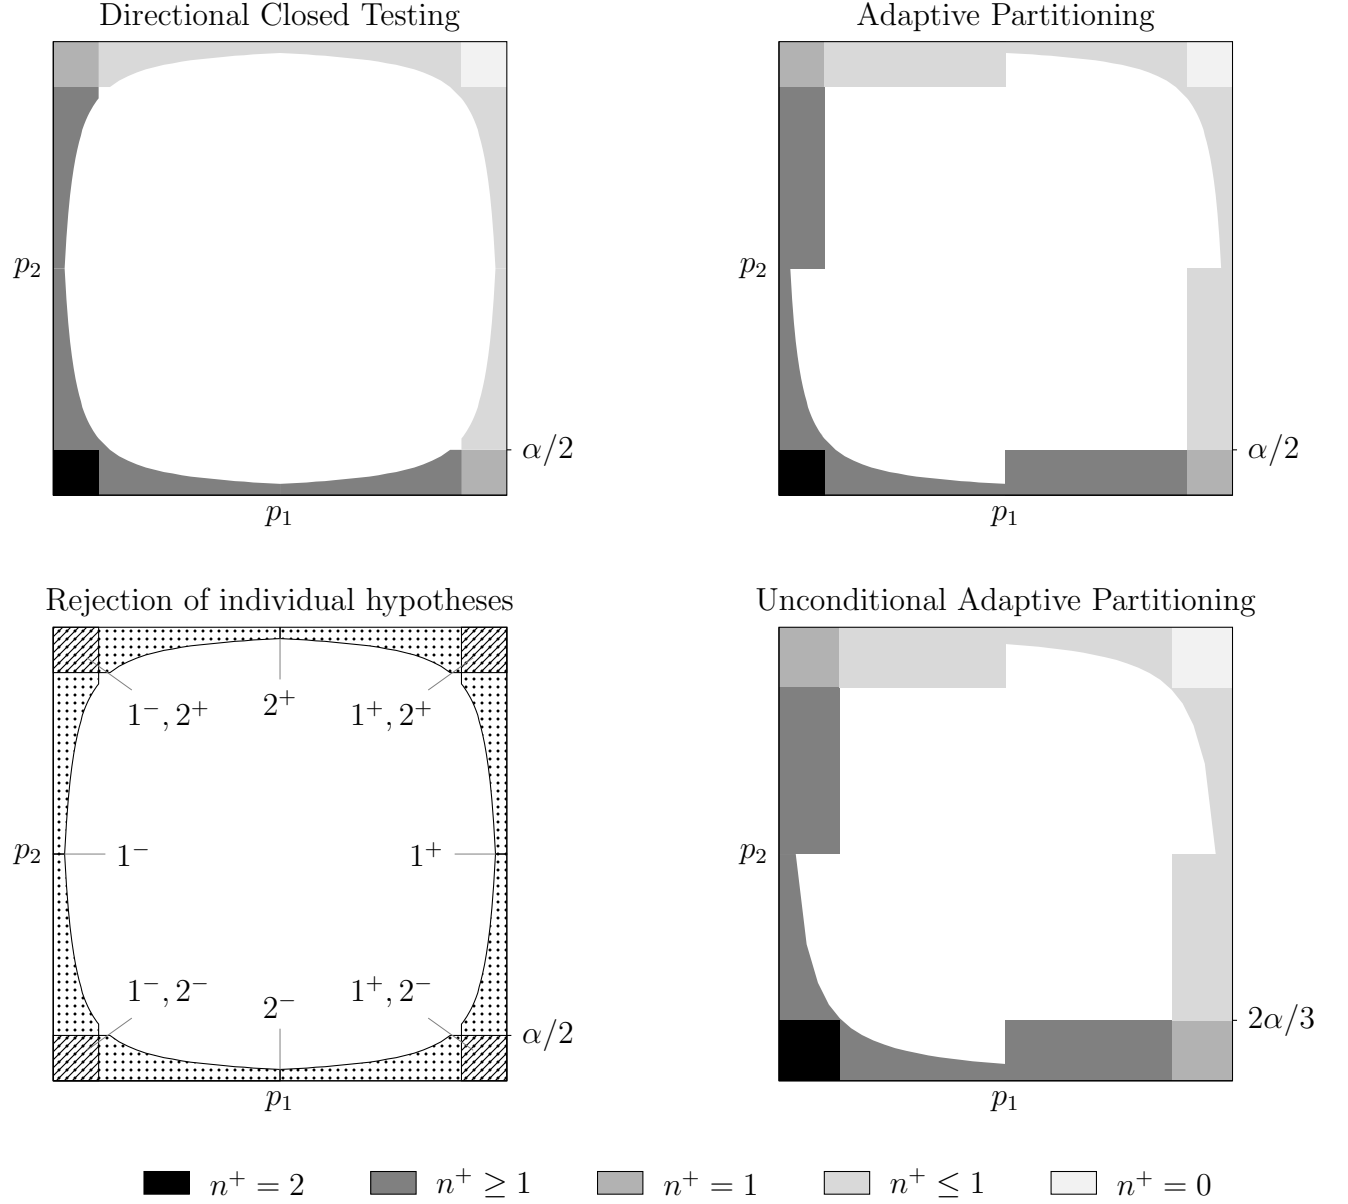 Directional Closed Testing
Adaptive Partitioning
p₂
p₂
α/2
α/2
p₁
p₁
Rejection of individual hypotheses
Unconditional Adaptive Partitioning
1⁻, 2⁺
2⁺
1⁺, 2⁺
p₂
1⁻
1⁺
p₂
1⁻, 2⁻
2⁻
1⁺, 2⁻
α/2
2α/3
p₁
p₁
n⁺ = 2
n⁺ ≥ 1
n⁺ = 1
n⁺ ≤ 1
n⁺ = 0